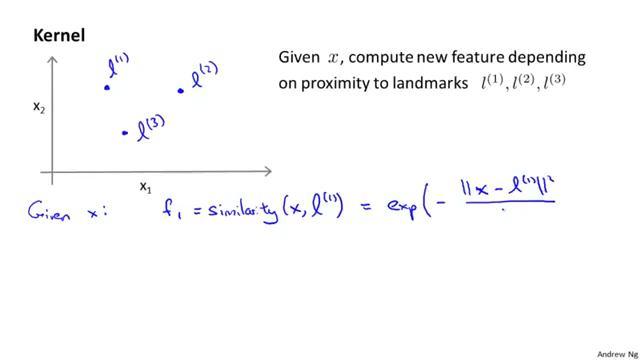 Kernel
Given x, compute new feature depending
on proximity to landmarks l^(1), l^(2), l^(3)
l^(1)
l^(2)
l^(3)
x₂
x₁
Given x: f₁ = similarity(x, l^(1)) = exp(- ||x - l^(1)||² /
Andrew Ng